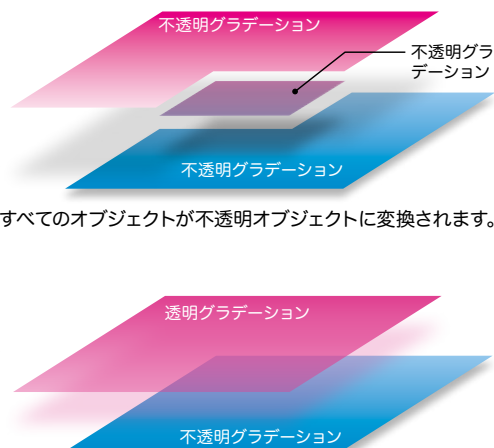 不透明グラデーション
不透明グラ
デーション
不透明グラデーション
すべてのオブジェクトが不透明オブジェクトに変換されます。
透明グラデーション
不透明グラデーション